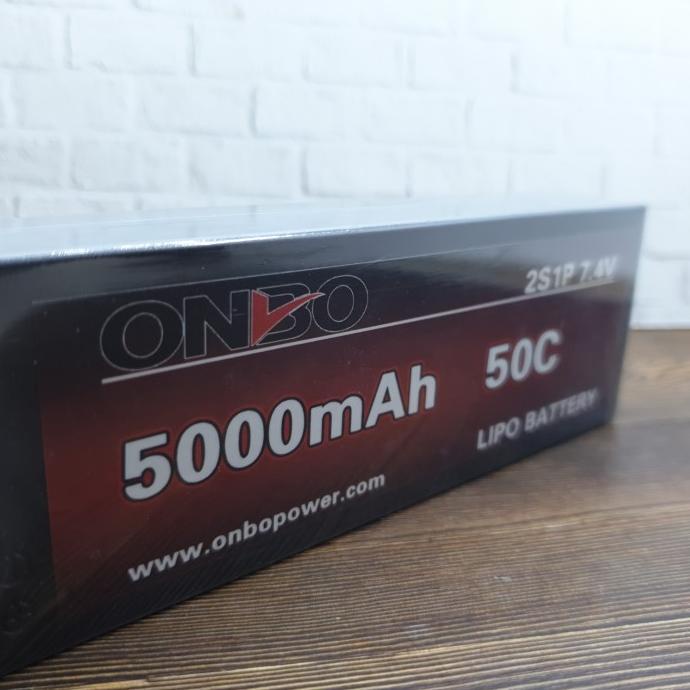 2S1P 7.4V
ONBO
5000mAh 50C
LIPO BATTERY
www.onbopower.com